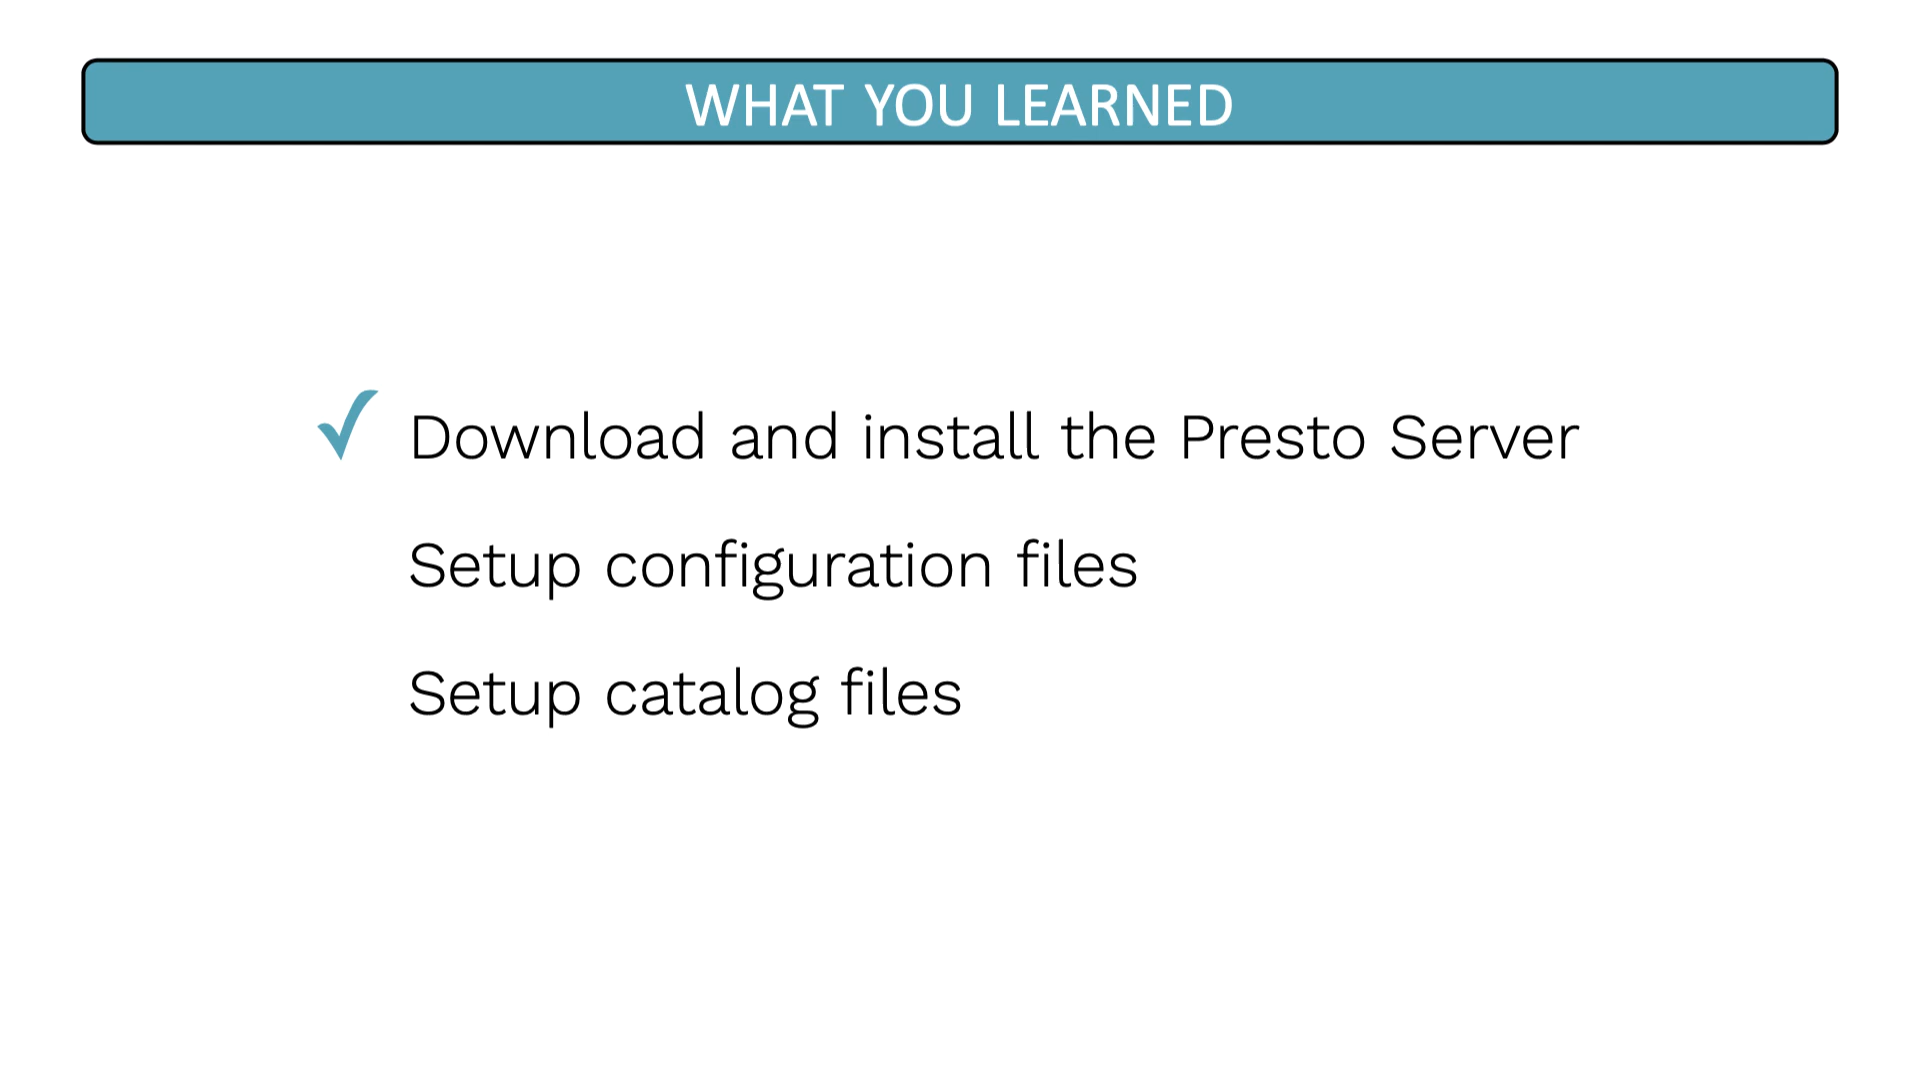 WHAT YOU LEARNED
Download and install the Presto Server
Setup configuration files
Setup catalog files